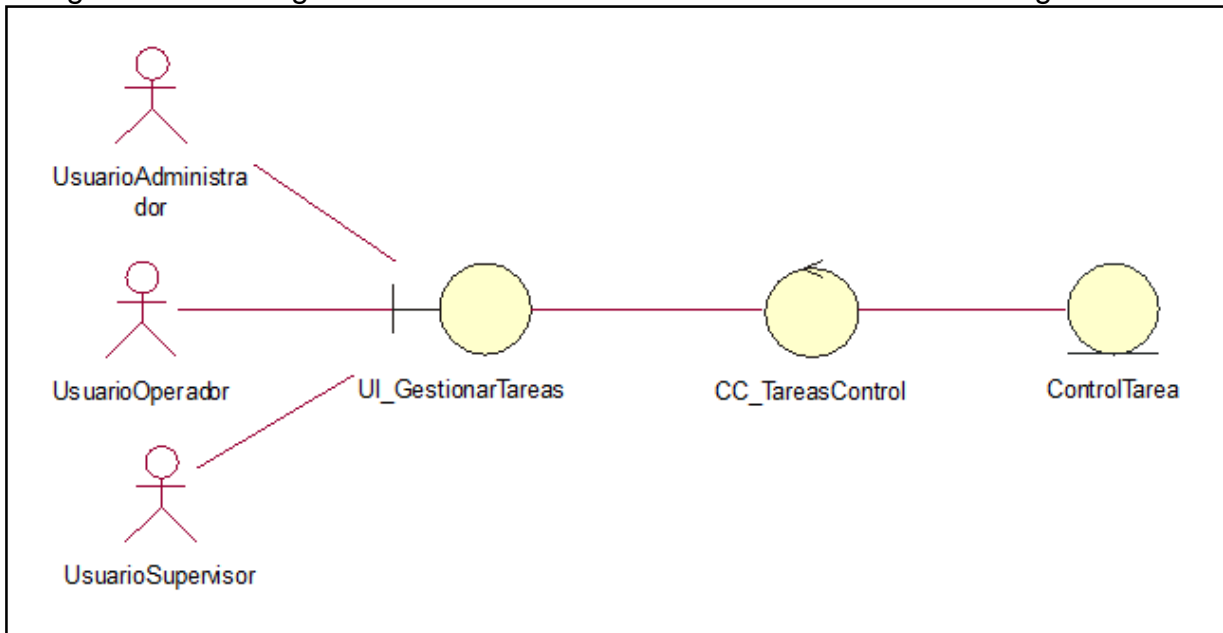 UsuarioAdministra
dor
UsuarioOperador
UI_GestionarTareas
CC_TareasControl
ControlTarea
UsuarioSupervisor